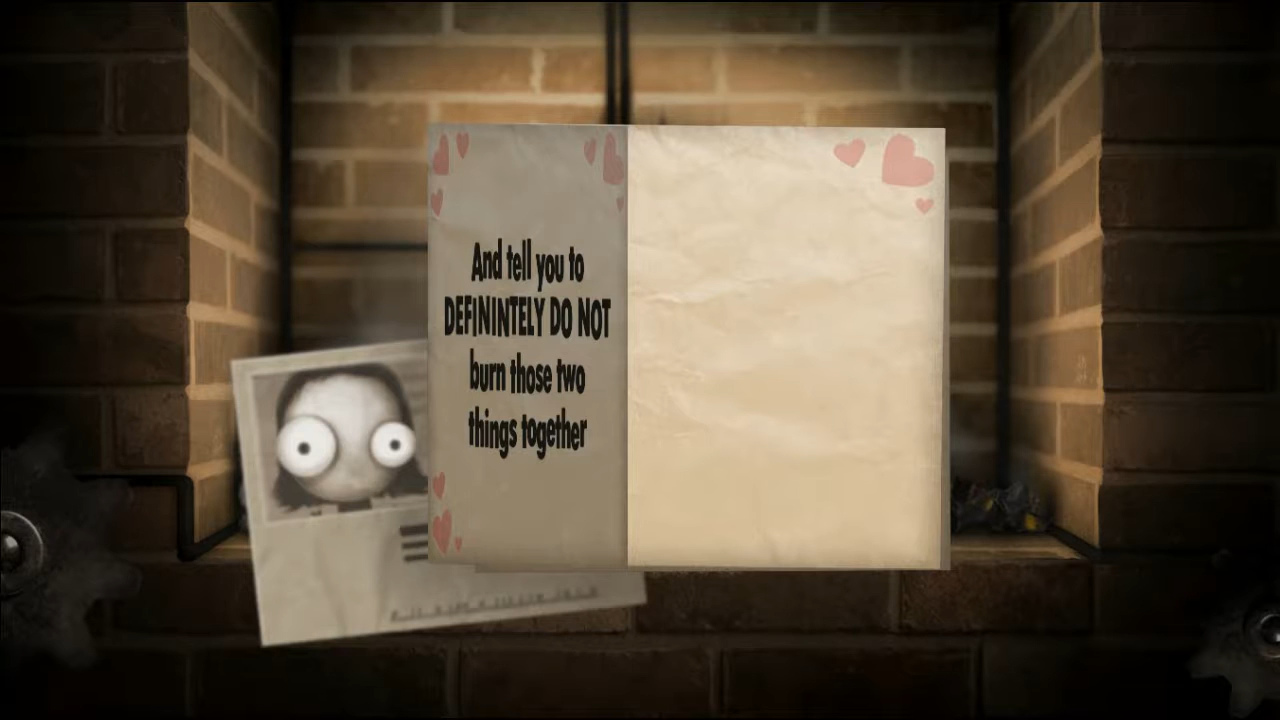 And tell you to
DEFININTELY DO NOT
burn those two
things together